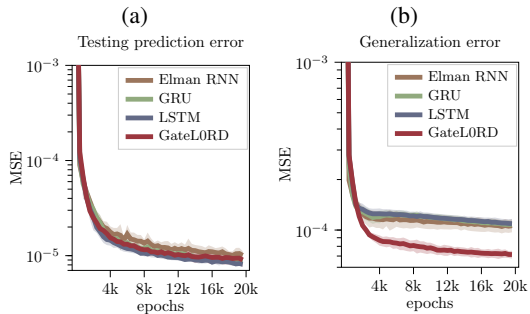 (a)
Testing prediction error
MSE
10⁻³
10⁻⁴
10⁻⁵
Elman RNN
GRU
LSTM
GateL0RD
4k 8k 12k 16k 20k
epochs
(b)
Generalization error
MSE
10⁻³
10⁻⁴
Elman RNN
GRU
LSTM
GateL0RD
4k 8k 12k 16k 20k
epochs